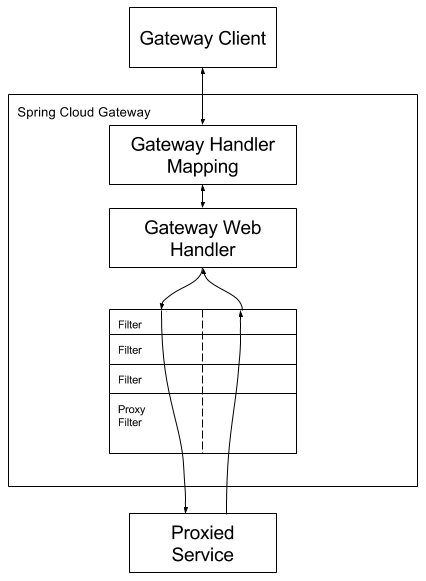 Gateway Client
Spring Cloud Gateway
Gateway Handler
Mapping
Gateway Web
Handler
Filter
Filter
Filter
Proxy
Filter
Proxied
Service